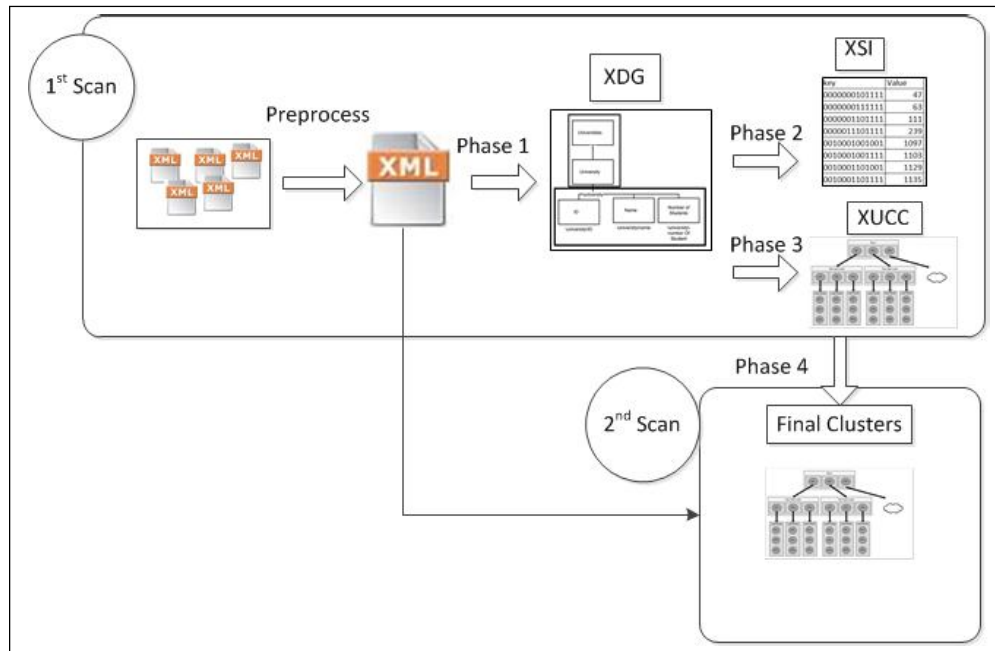 1st Scan
Preprocess
XML
XML
XML
XML
XML
XML
Phase 1
XDG
Universities
University
ID
Name
Number of
Students
Phase 2
XSI
key Value
0000000101111 47
0000000111111 63
0000001101111 111
0000011101111 239
0010001001001 1097
0010001001111 1103
0010001101001 1129
0010001101111 1135
Phase 3
XUCC
Phase 4
2nd Scan
Final Clusters